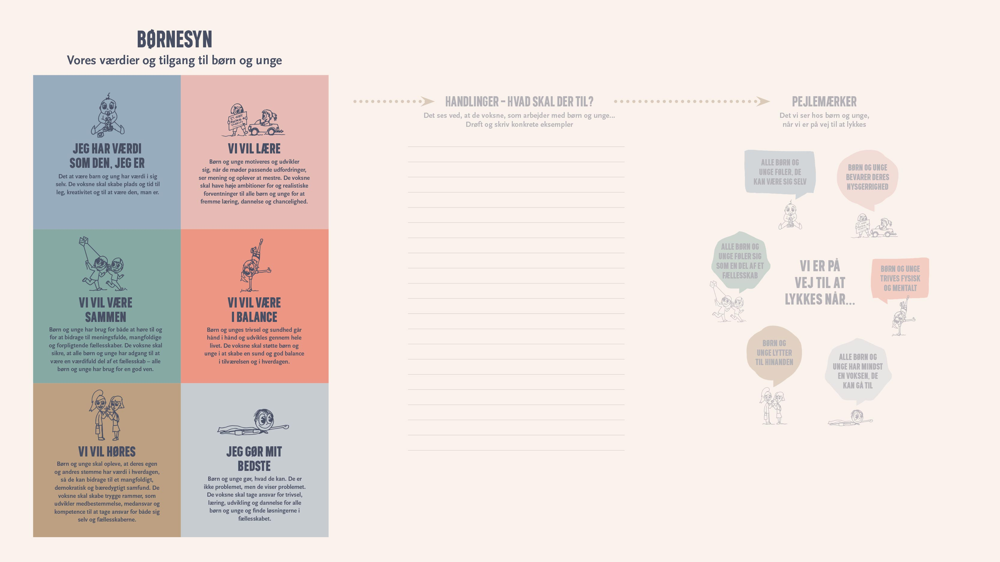 BØRNESYN
Vores værdier og tilgang til børn og unge
JEG HAR VÆRDI
SOM DEN, JEG ER
Det at være barn og ung har værdi i sig
selv. De voksne skal skabe plads og tid til
leg, kreativitet og til at være den, man er.
ET GODT
BØRNE-
UNGELIV
VI VIL LÆRE
Børn og unge motiveres og udvikler
sig, når de møder passende udfordringer,
ser mening og oplever at mestre. De voksne
skal have høje ambitioner for og realistiske
forventninger til alle børn og unge for at
fremme læring, dannelse og chancelighed.
VI VIL VÆRE
SAMMEN
Børn og unge har brug for både at høre til og
for at bidrage til meningsfulde, mangfoldige
og forpligtende fællesskaber. De voksne skal
sikre, at alle børn og unge har adgang til at
være en værdifuld del af et fællesskab – alle
børn og unge har brug for en god ven.
VI VIL VÆRE
I BALANCE
Børn og unges trivsel og sundhed går
hånd i hånd og udvikles gennem hele
livet. De voksne skal støtte børn og
unge i at skabe en sund og god balance
i tilværelsen og i hverdagen.
VI VIL HØRES
Børn og unge skal opleve, at deres egen
og andres stemme har værdi i hverdagen,
så de kan bidrage til et mangfoldigt,
demokratisk og bæredygtigt samfund. De
voksne skal skabe trygge rammer, som
udvikler medbestemmelse, medansvar og
kompetence til at tage ansvar for både sig
selv og fællesskaberne.
JEG GØR MIT
BEDSTE
Børn og unge gør, hvad de kan. De er
ikke problemet, men de viser problemet.
De voksne skal tage ansvar for trivsel,
læring, udvikling og dannelse for alle
børn og unge og finde løsningerne i
fællesskabet.
HANDLINGER – HVAD SKAL DER TIL?
Det ses ved, at de voksne, som arbejder med børn og unge...
Drøft og skriv konkrete eksempler
PEJLEMÆRKER
Det vi ser hos børn og unge,
når vi er på vej til at lykkes
ALLE BØRN OG
UNGE FØLER, DE
KAN VÆRE SIG SELV
BØRN OG UNGE
BEVARER DERES
NYSGERRIGHED
ET GODT
BØRNE-
UNGELIV
ALLE BØRN OG
UNGE FØLER SIG
SOM EN DEL AF ET
FÆLLESSKAB
VI ER PÅ
VEJ TIL AT
LYKKES NÅR...
BØRN OG UNGE
TRIVES FYSISK
OG MENTALT
BØRN OG
UNGE LYTTER
TIL HINANDEN
ALLE BØRN OG
UNGE HAR MINDST
EN VOKSEN, DE
KAN GÅ TIL